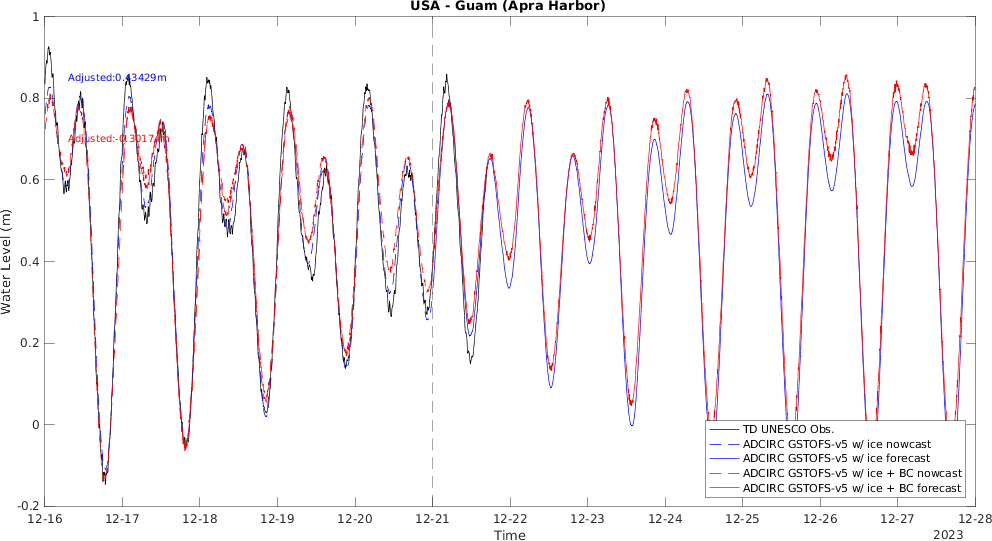 USA - Guam (Apra Harbor)
1
0.8
0.6
0.4
0.2
0
-0.2
Water Level (m)
Adjusted:0.43429m
12-16
12-17
12-18
12-19
12-20
12-21
12-22
12-23
12-24
12-25
12-26
12-27
12-28
Time
2023
TD UNESCO Obs.
ADCIRC GSTOFS-v5 w/ ice nowcast
ADCIRC GSTOFS-v5 w/ ice forecast
ADCIRC GSTOFS-v5 w/ ice + BC nowcast
ADCIRC GSTOFS-v5 w/ ice + BC forecast